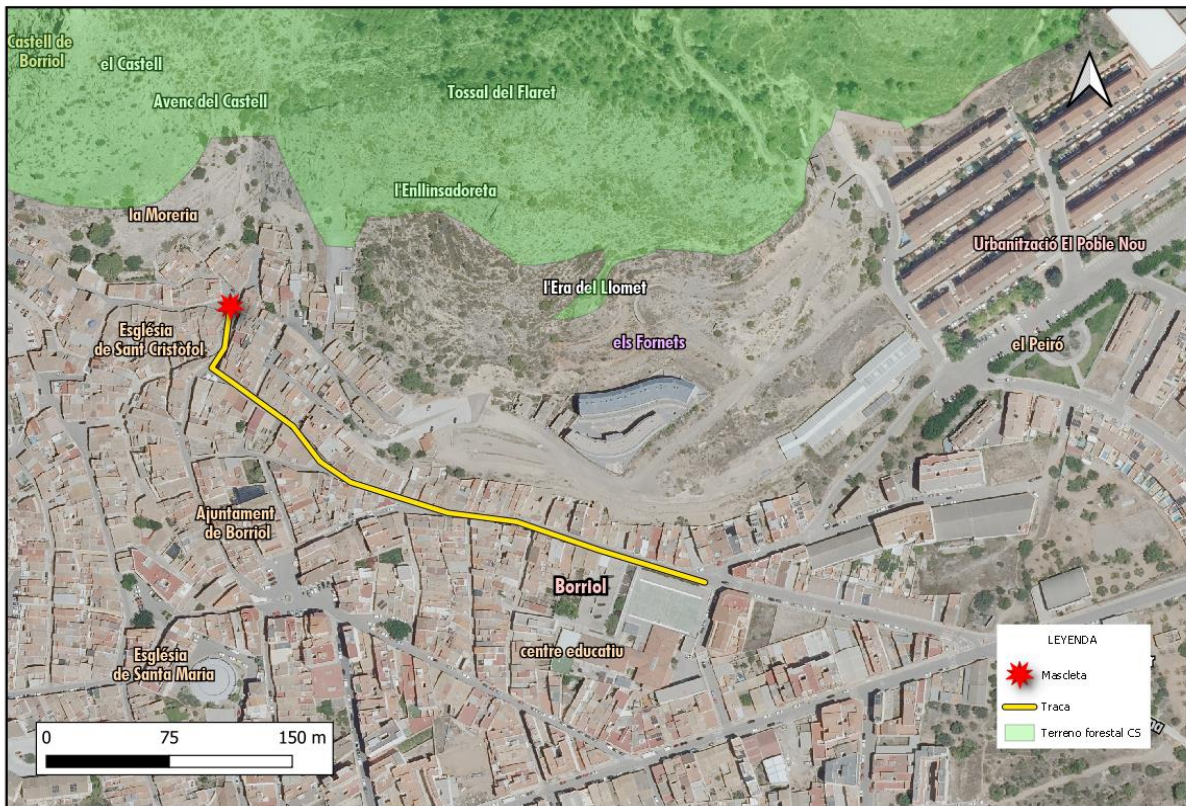 Castell de
Borriol
el Castell
Avenc del Castell
Tossal del Flaret
l'Enllinsadoreta
la Moreria
Urbanització El Poble Nou
l'Era del Llomet
Església
de Sant Cristòfol
els Fornets
el Peiró
Ajuntament
de Borriol
Borriol
centre educatiu
Església
de Santa Maria
LEYENDA
Mascleta
Traca
Terreno forestal CS
0 75 150 m